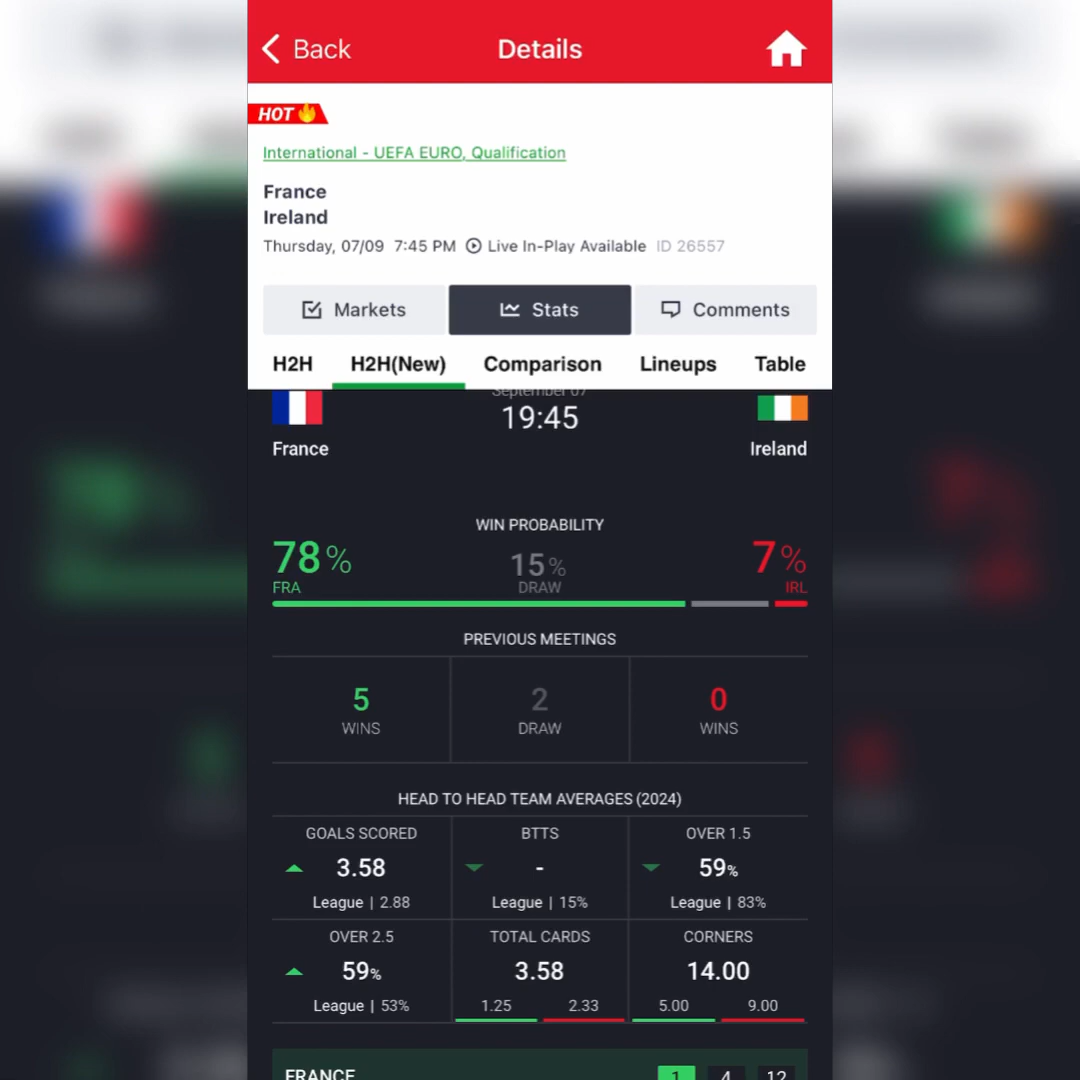 Back
Details
HOT
International - UEFA EURO, Qualification
France
Ireland
Thursday, 07/09 7:45 PM Live In-Play Available ID 26557
Markets
Stats
Comments
H2H
H2H(New)
Comparison
Lineups
Table
September 07
19:45
France
Ireland
WIN PROBABILITY
78%
15%
7%
FRA
DRAW
IRL
PREVIOUS MEETINGS
5
2
0
WINS
DRAW
WINS
HEAD TO HEAD TEAM AVERAGES (2024)
GOALS SCORED
BTTS
OVER 1.5
3.58
-
59%
League | 2.88
League | 15%
League | 83%
OVER 2.5
TOTAL CARDS
CORNERS
59%
3.58
14.00
League | 53%
1.25
2.33
5.00
9.00
FRANCE
1
4
12